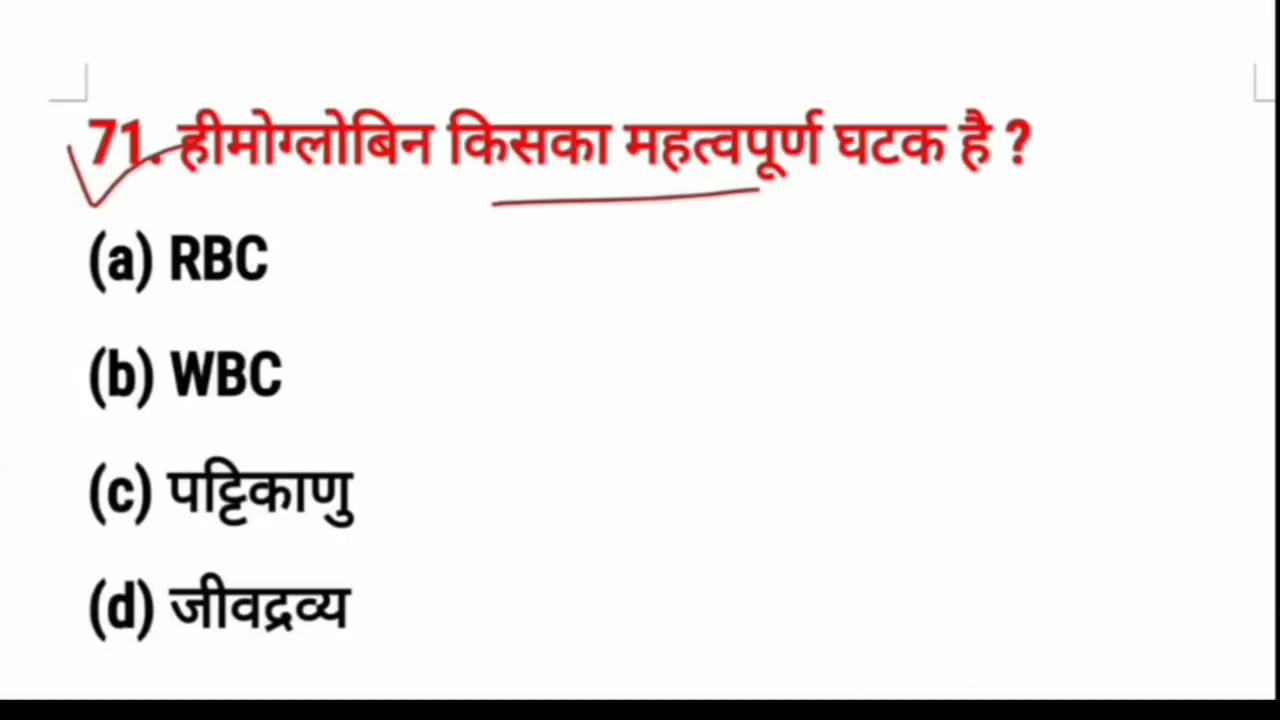 71. हीमोग्लोबिन किसका महत्वपूर्ण घटक है ?
(a) RBC
(b) WBC
(c) पट्टिकाणु
(d) जीवद्रव्य